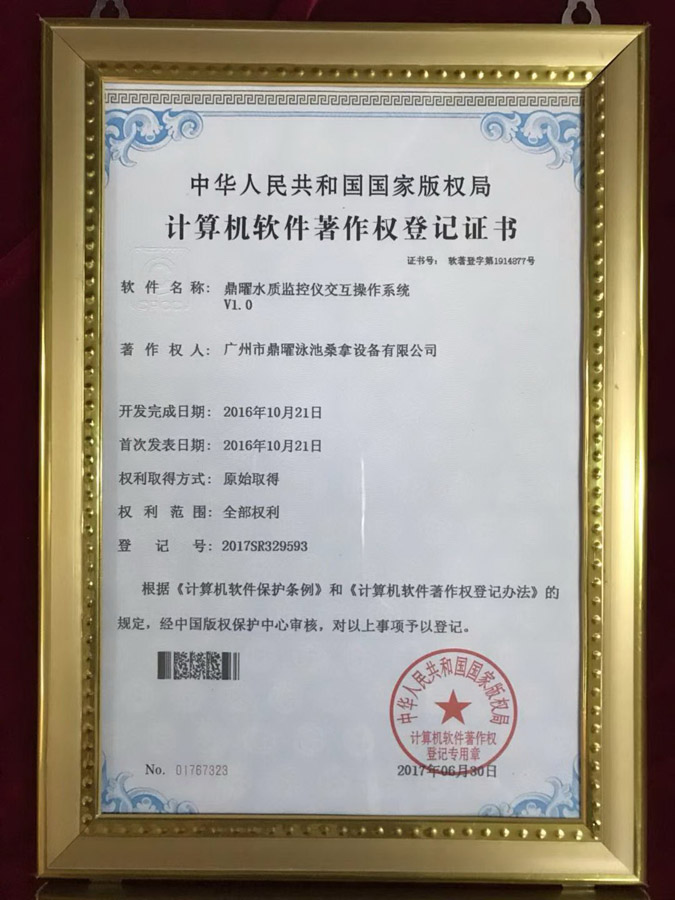 中华人民共和国国家版权局
计算机软件著作权登记证书
证书号： 软著登字第1914877号
软件名称： 鼎曜水质监控仪交互操作系统
V1.0
著作权人： 广州市鼎曜泳池桑拿设备有限公司
开发完成日期： 2016年10月21日
首次发表日期： 2016年10月21日
权利取得方式： 原始取得
权利范围： 全部权利
登记号： 2017SR329593
根据《计算机软件保护条例》和《计算机软件著作权登记办法》的
规定，经中国版权保护中心审核，对以上事项予以登记。
中华人民共和国国家版权局
计算机软件著作权
登记专用章
No. 01767323
2017年06月30日